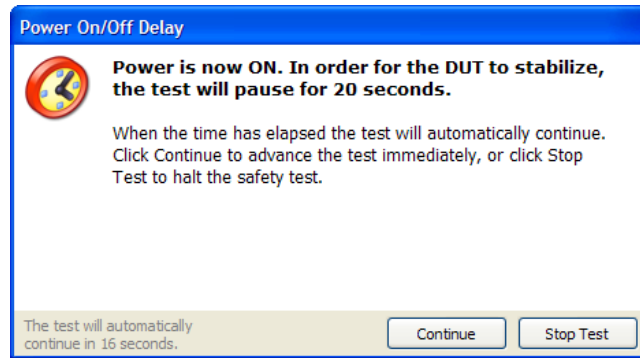 Power On/Off Delay
Power is now ON. In order for the DUT to stabilize,
the test will pause for 20 seconds.
When the time has elapsed the test will automatically continue.
Click Continue to advance the test immediately, or click Stop
Test to halt the safety test.
The test will automatically
continue in 16 seconds.
Continue
Stop Test